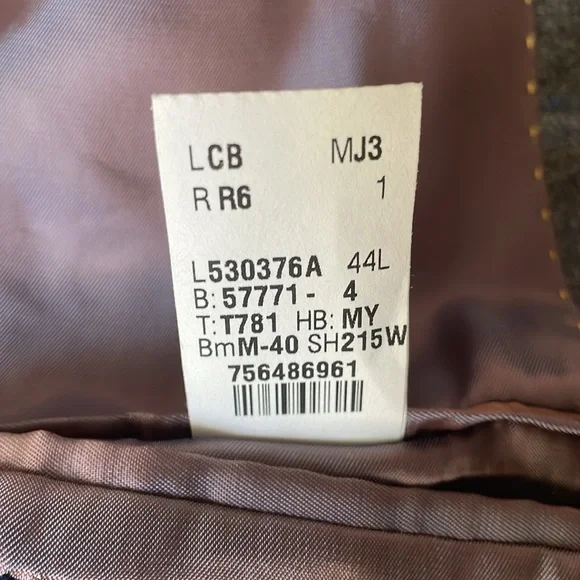 LCB MJ3
R R6 1
L530376A 44L
B: 57771- 4
T: T781 HB: MY
BmM-40 SH215W
756486961